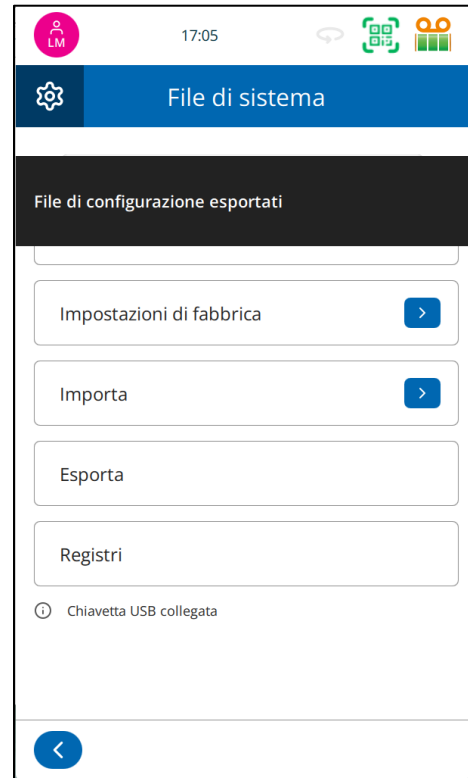 LM
17:05
File di sistema
File di configurazione esportati
Impostazioni di fabbrica
Importa
Esporta
Registri
Chiavetta USB collegata